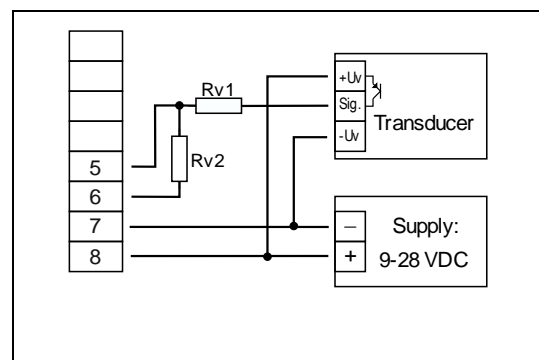 5
6
7
8
Rv1
Rv2
+Uv
Sig.
-Uv
Transducer
–
+
Supply:
9-28 VDC